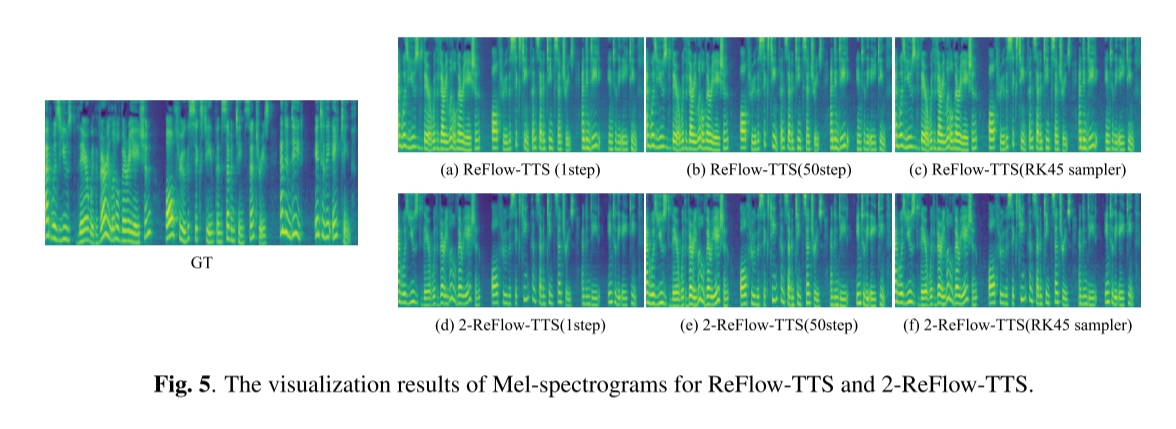 GT
(a) ReFlow-TTS (1step)
(b) ReFlow-TTS(50step)
(c) ReFlow-TTS(RK45 sampler)
(d) 2-ReFlow-TTS(1step)
(e) 2-ReFlow-TTS(50step)
(f) 2-ReFlow-TTS(RK45 sampler)
Fig. 5. The visualization results of Mel-spectrograms for ReFlow-TTS and 2-ReFlow-TTS.